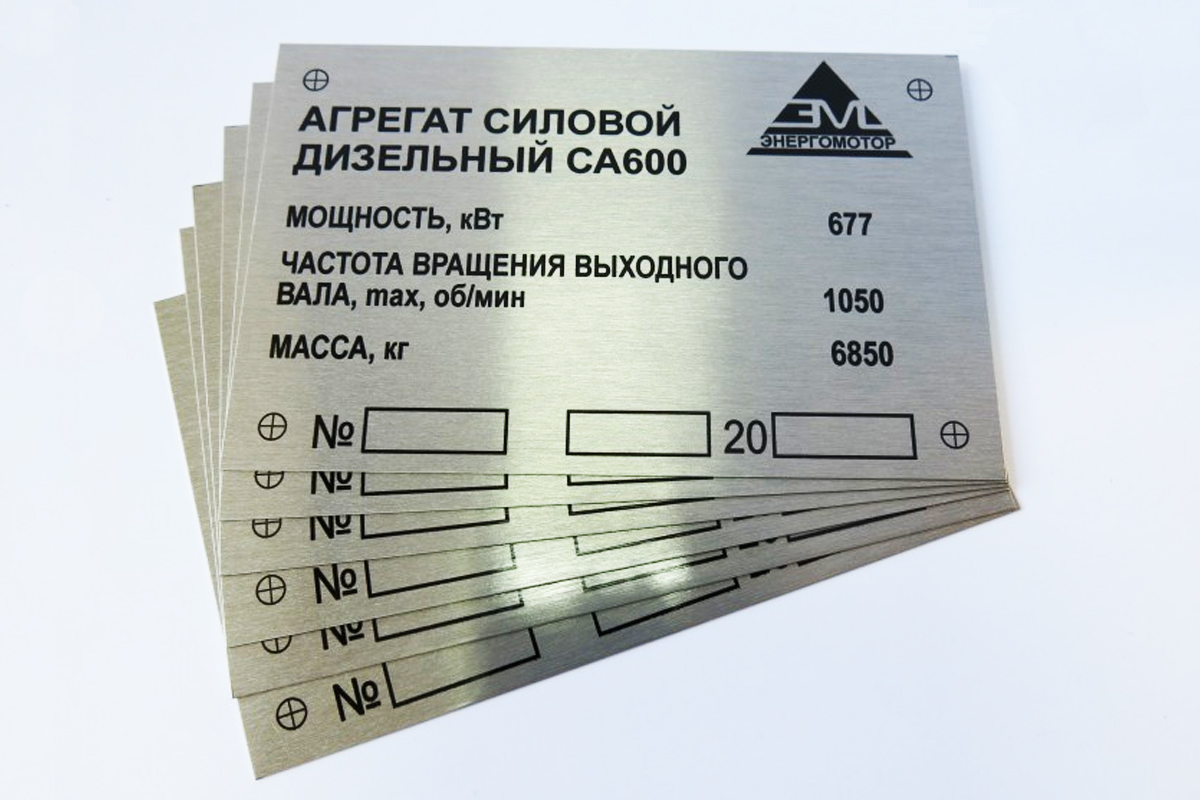 АГРЕГАТ СИЛОВОЙ
ДИЗЕЛЬНЫЙ СА600
ЭМ
ЭНЕРГОМОТОР
МОЩНОСТЬ, кВт 677
ЧАСТОТА ВРАЩЕНИЯ ВЫХОДНОГО
ВАЛА, max, об/мин 1050
МАССА, кг 6850
№ 20
№
№
№
№
№